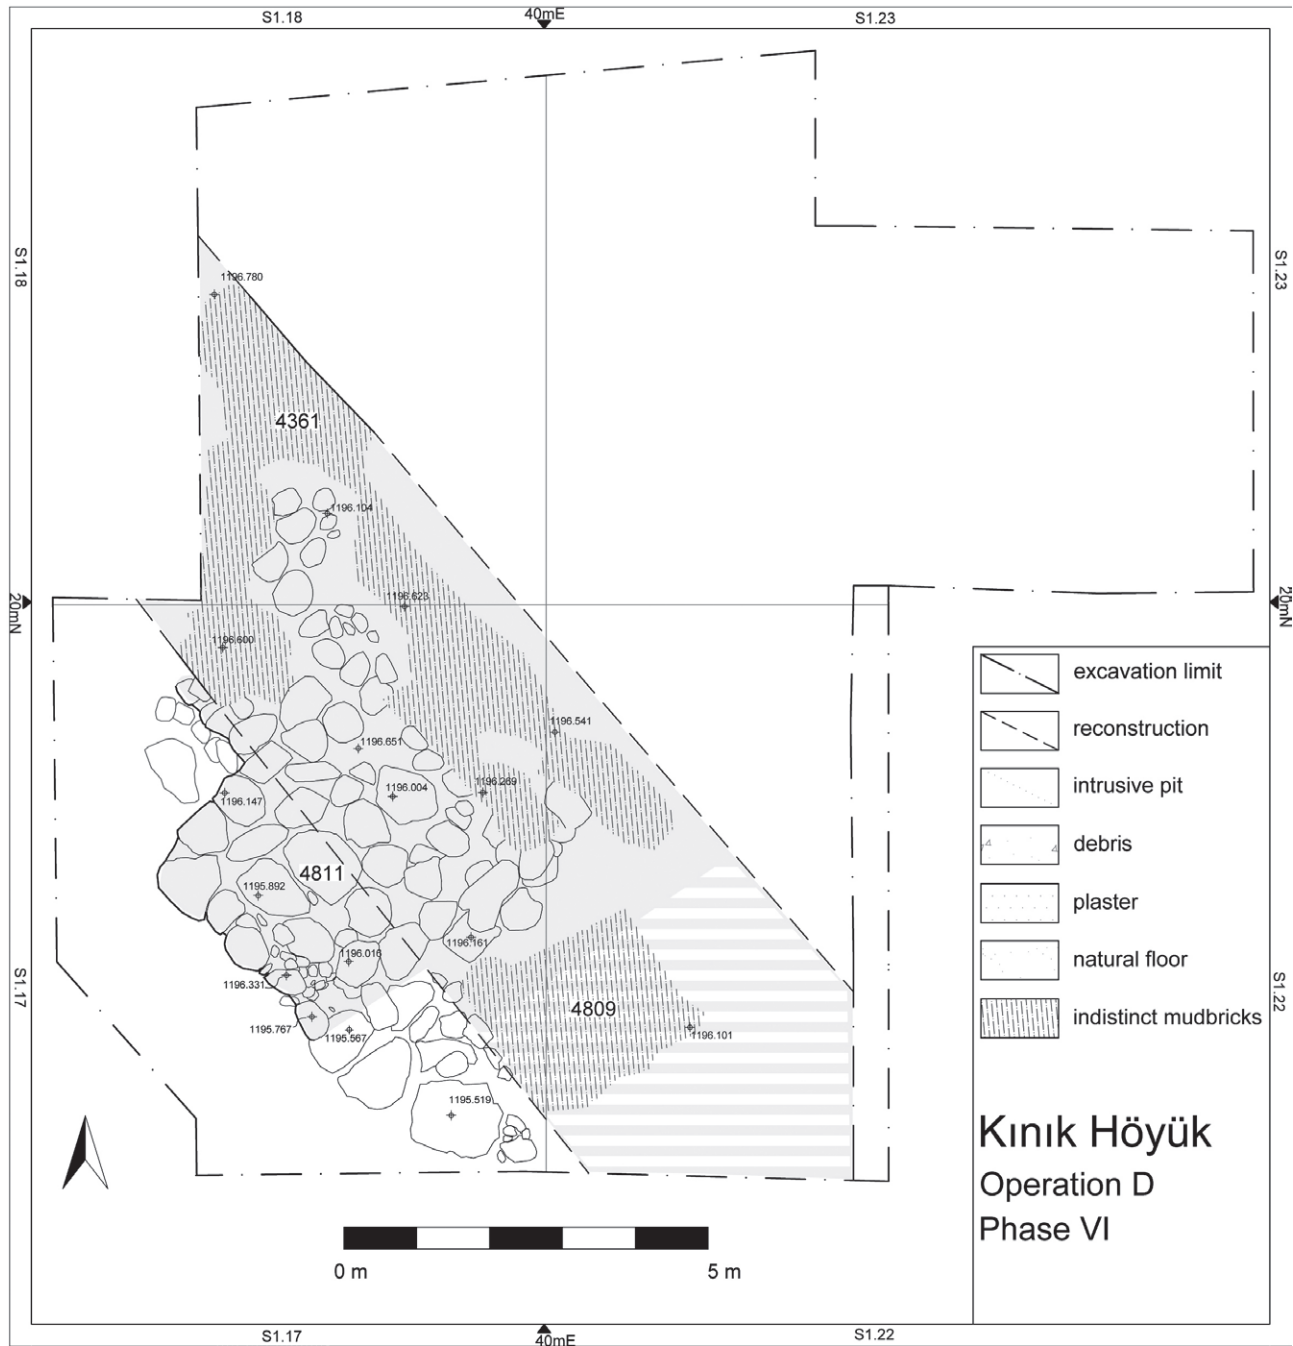 S1.18
40mE
S1.23
S1.18
S1.23
1196.780
4361
1196.104
20mN
1196.623
20mN
1196.600
1196.541
1196.651
1196.269
1196.004
1196.147
4811
1195.892
1196.161
1196.016
1196.331
4809
1195.767
1195.567
1196.101
1195.519
S1.17
S1.22
excavation limit
reconstruction
intrusive pit
debris
plaster
natural floor
indistinct mudbricks
Kınık Höyük
Operation D
Phase VI
0 m
5 m
S1.17
40mE
S1.22